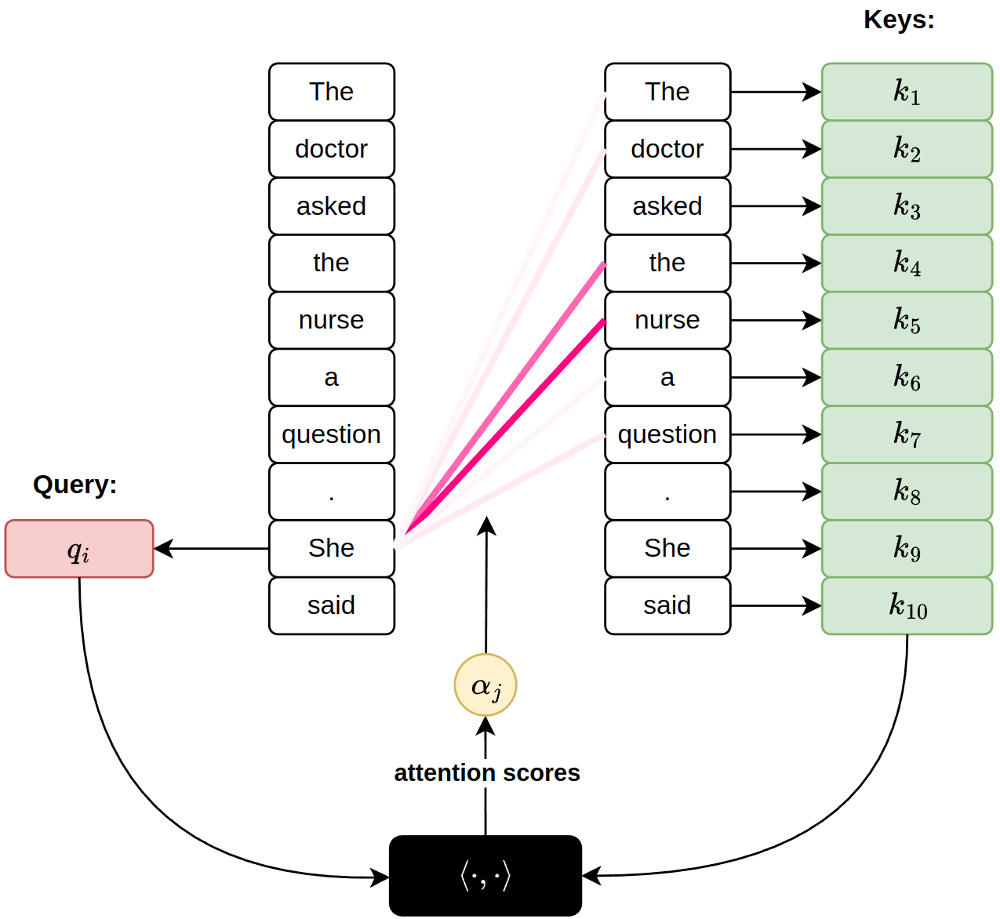 Keys:
The
doctor
asked
the
nurse
a
question
.
She
said
The
doctor
asked
the
nurse
a
question
.
She
said
k₁
k₂
k₃
k₄
k₅
k₆
k₇
k₈
k₉
k₁₀
Query:
qᵢ
αⱼ
attention scores
⟨·,·⟩